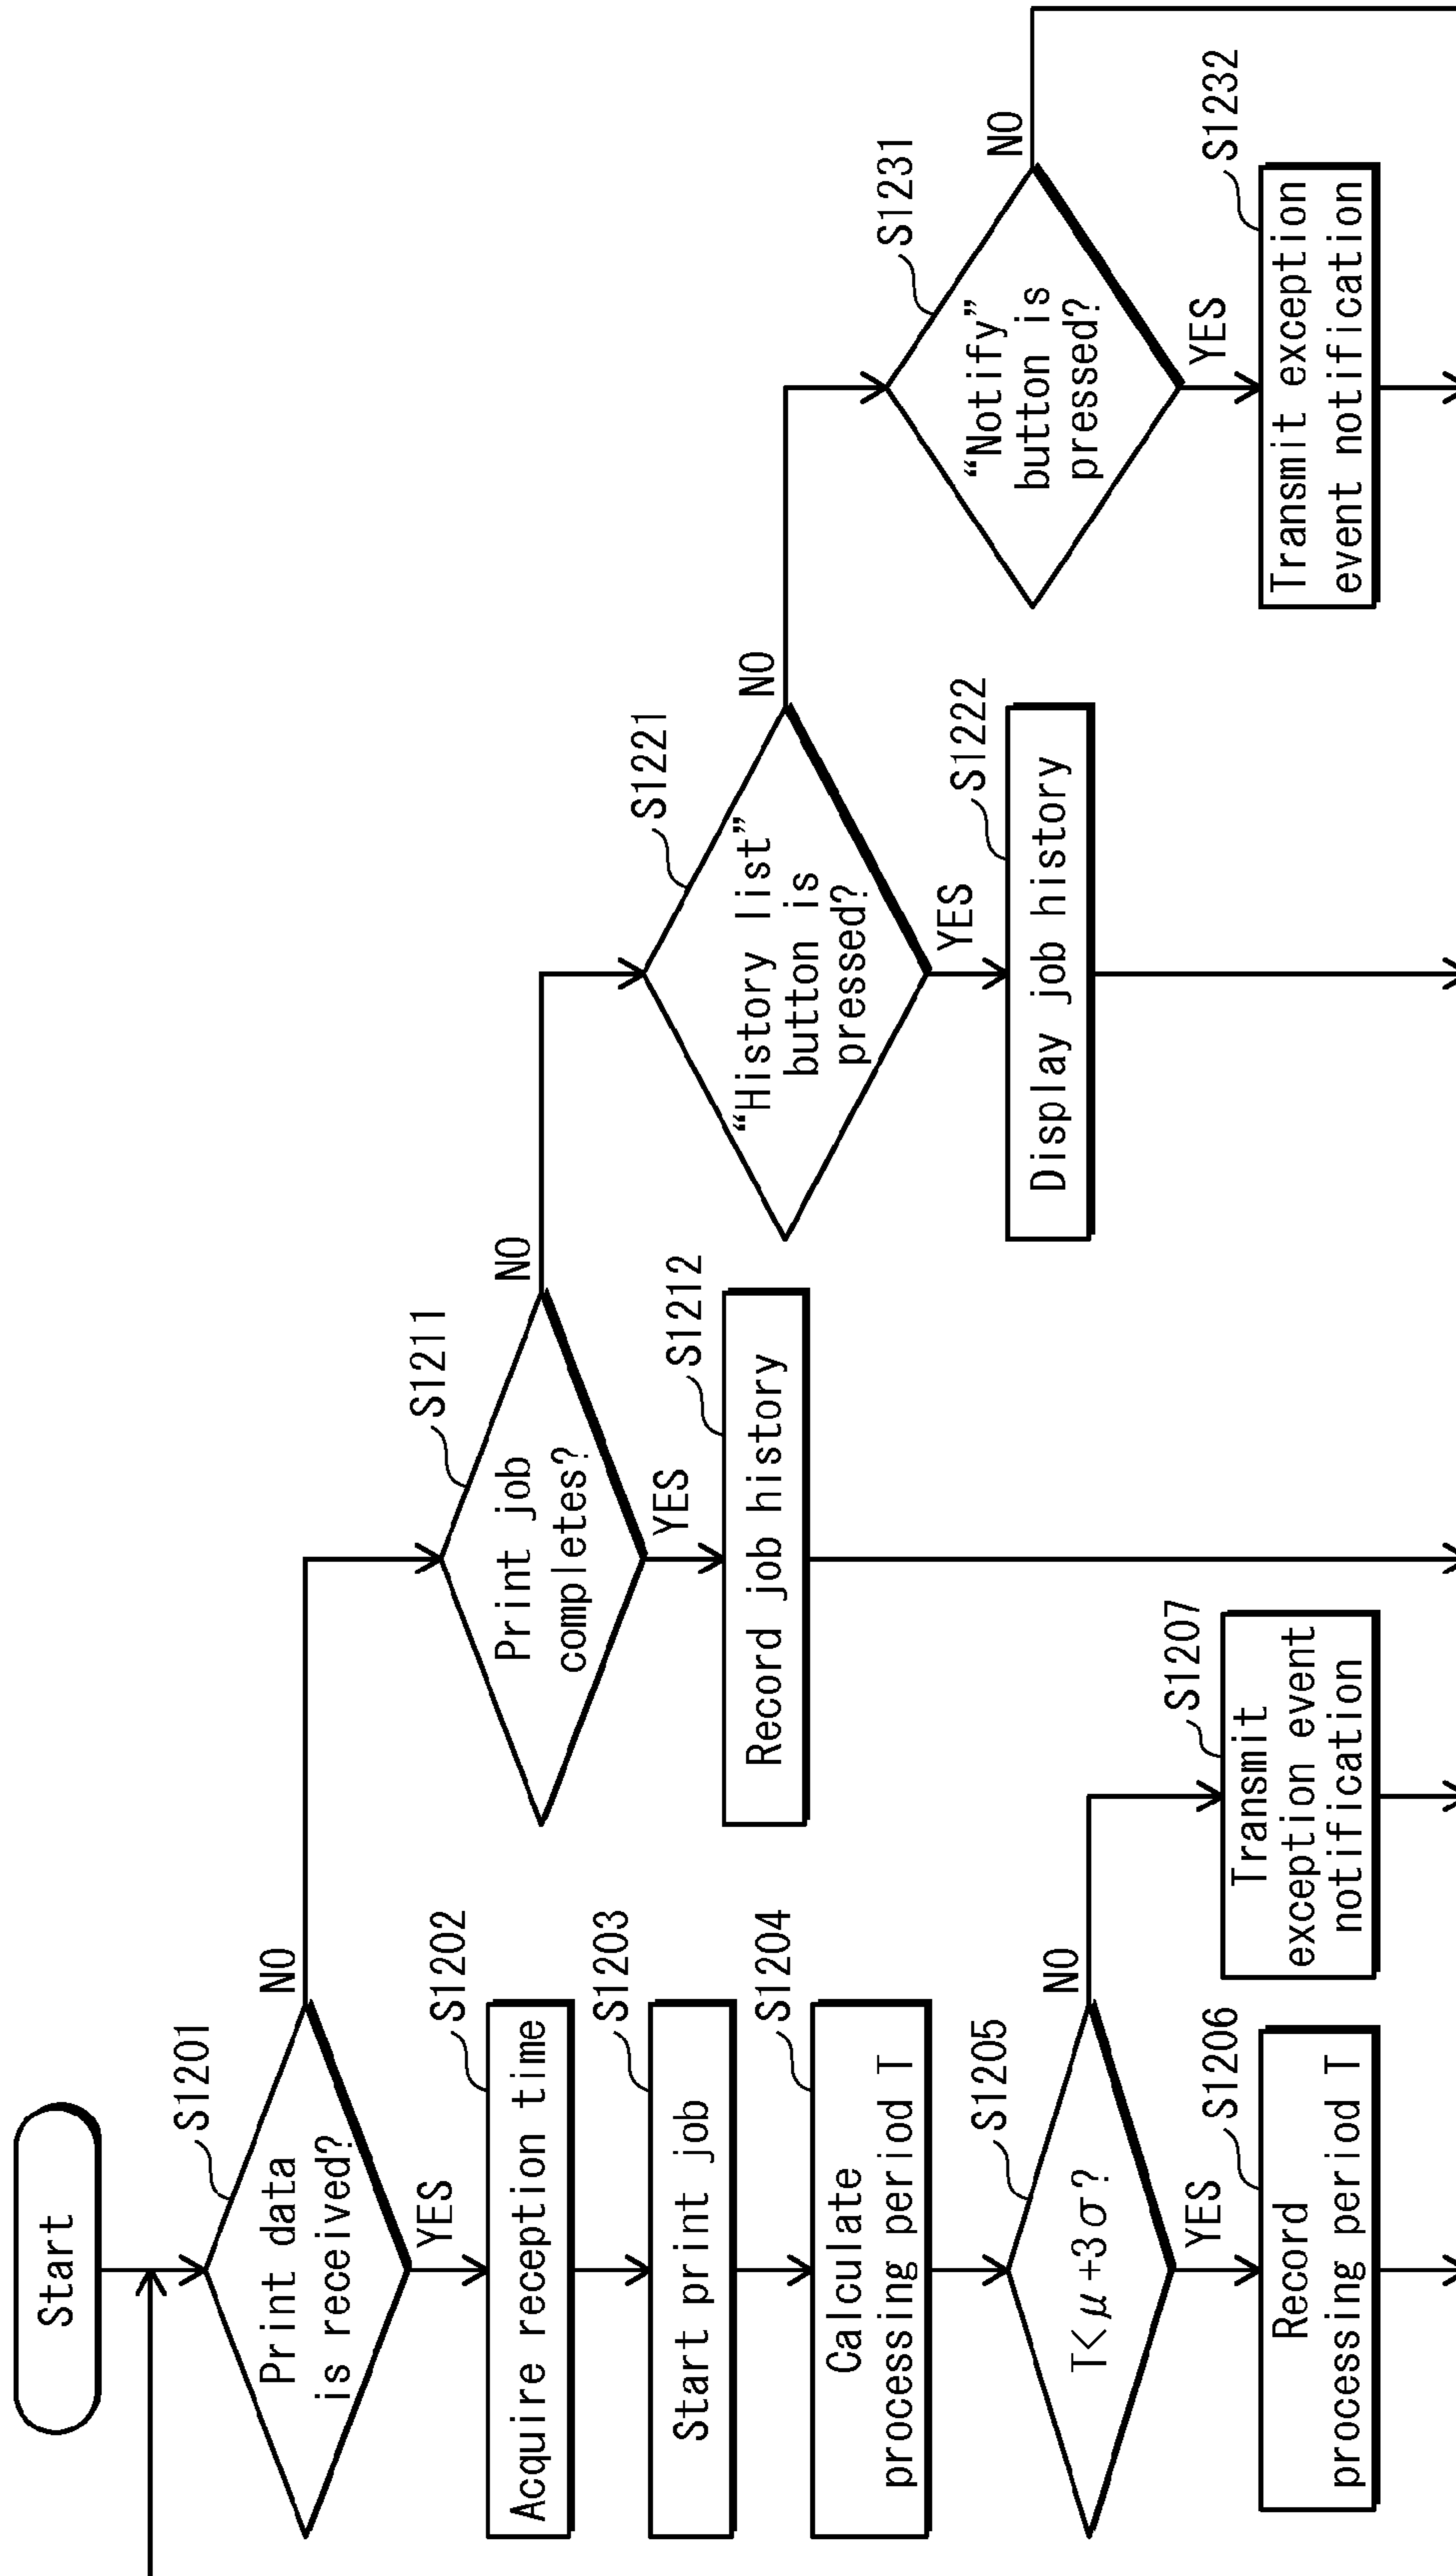 Start
S1201
Print data
is received?
NO
YES
S1202
Acquire reception time
S1203
Start print job
S1204
Calculate
processing period T
S1205
T<μ+3σ?
NO
YES
S1206
Record
processing period T
S1207
Transmit
exception event
notification
S1211
Print job
completes?
NO
YES
S1212
Record job history
S1221
“History list”
button is
pressed?
NO
YES
S1222
Display job history
S1231
“Notify”
button is
pressed?
NO
YES
S1232
Transmit exception
event notification